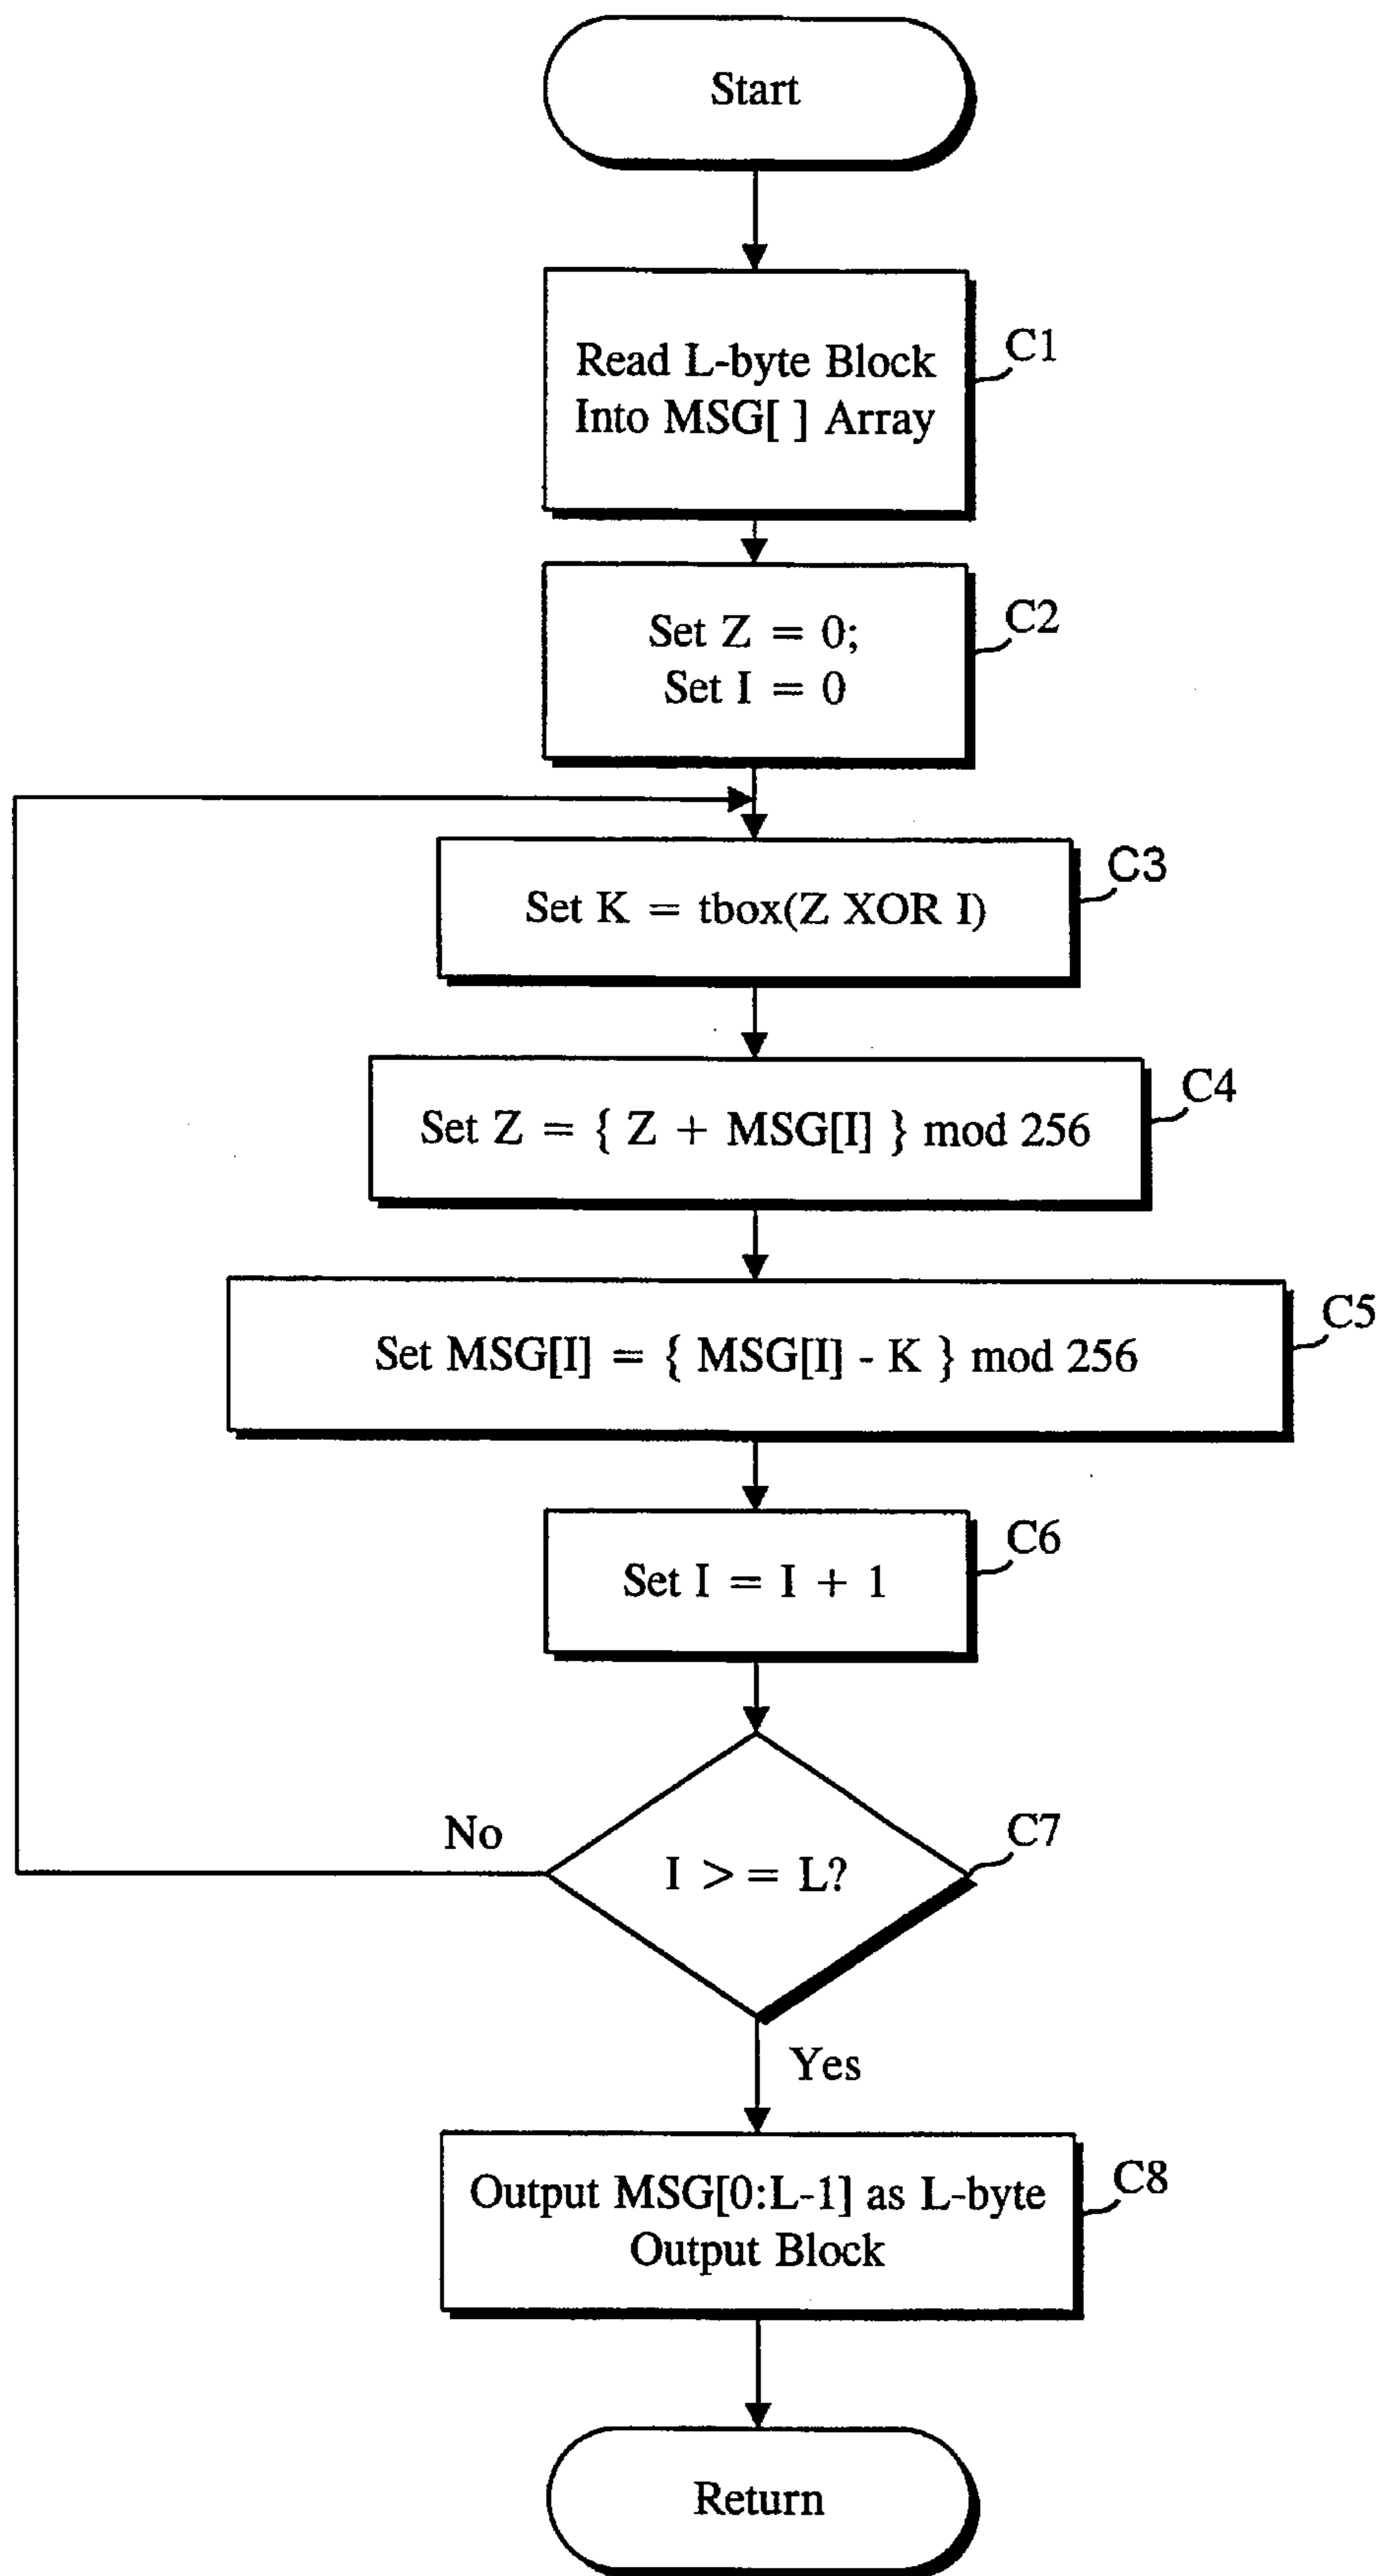 Start
Read L-byte Block
Into MSG[ ] Array
C1
Set Z = 0;
Set I = 0
C2
Set K = tbox(Z XOR I)
C3
Set Z = { Z + MSG[I] } mod 256
C4
Set MSG[I] = { MSG[I] - K } mod 256
C5
Set I = I + 1
C6
No
I > = L?
C7
Yes
Output MSG[0:L-1] as L-byte
Output Block
C8
Return